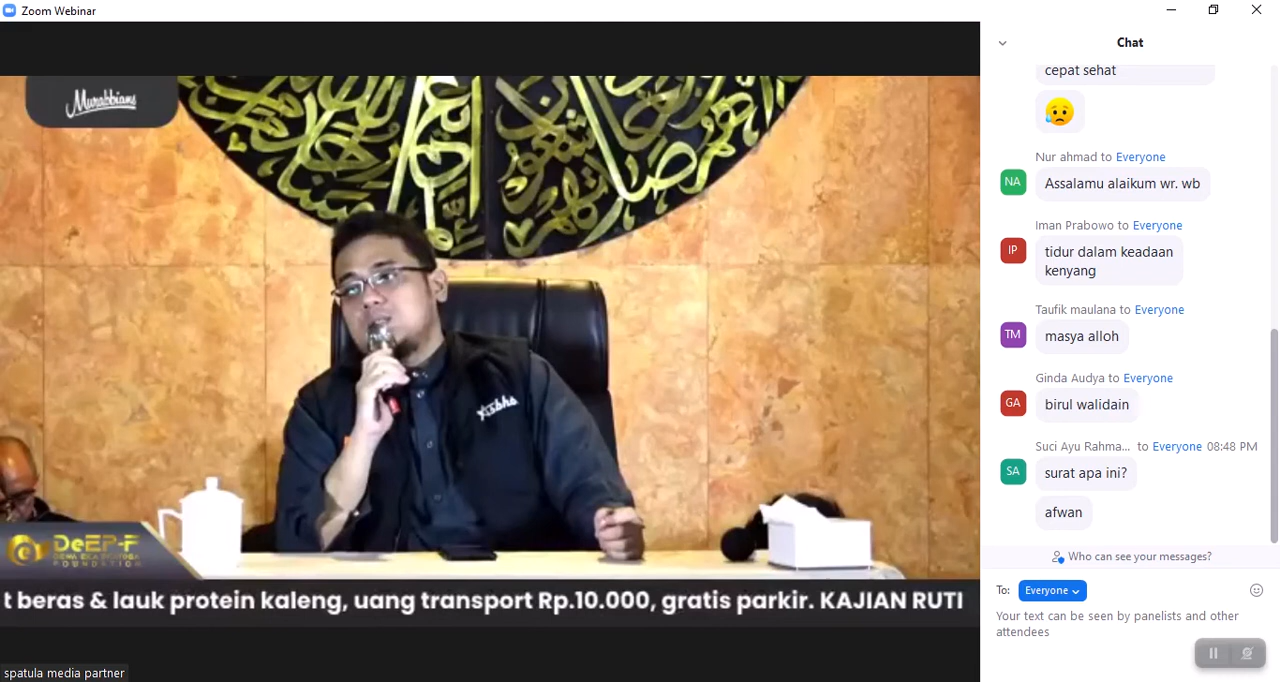 Zoom Webinar
Murabbians
DeEP-F
DEWA EKA PRAYOGA
FOUNDATION
t beras & lauk protein kaleng, uang transport Rp.10.000, gratis parkir. KAJIAN RUTI
spatula media partner
Chat
cepat sehat
Nur ahmad to Everyone
NA
Assalamu alaikum wr. wb
Iman Prabowo to Everyone
IP
tidur dalam keadaan
kenyang
Taufik maulana to Everyone
TM
masya alloh
Ginda Audya to Everyone
GA
birul walidain
Suci Ayu Rahma... to Everyone 08:48 PM
SA
surat apa ini?
afwan
Who can see your messages?
To: Everyone
Your text can be seen by panelists and other
attendees